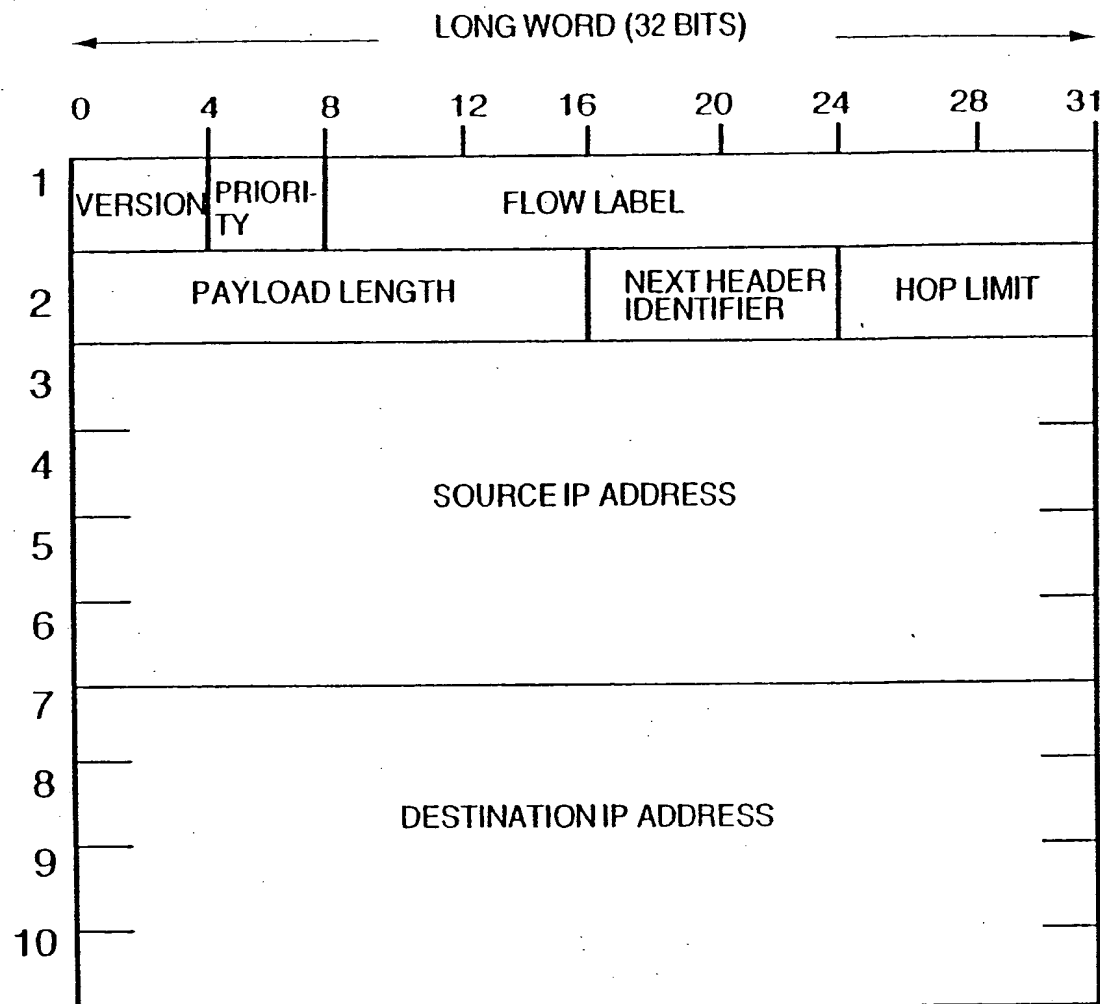 LONG WORD (32 BITS)
0 4 8 12 16 20 24 28 31
1
VERSION
PRIORI-
TY
FLOW LABEL
2
PAYLOAD LENGTH
NEXT HEADER
IDENTIFIER
HOP LIMIT
3
4
SOURCE IP ADDRESS
5
6
7
8
DESTINATION IP ADDRESS
9
10